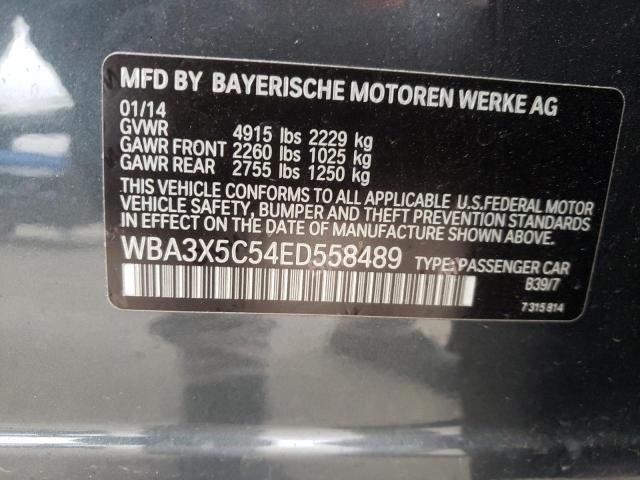 MFD BY BAYERISCHE MOTOREN WERKE AG
01/14
GVWR 4915 lbs 2229 kg
GAWR FRONT 2260 lbs 1025 kg
GAWR REAR 2755 lbs 1250 kg
THIS VEHICLE CONFORMS TO ALL APPLICABLE U.S.FEDERAL MOTOR
VEHICLE SAFETY, BUMPER AND THEFT PREVENTION STANDARDS
IN EFFECT ON THE DATE OF MANUFACTURE SHOWN ABOVE.
WBA3X5C54ED558489 TYPE: PASSENGER CAR
B39/7
7315814